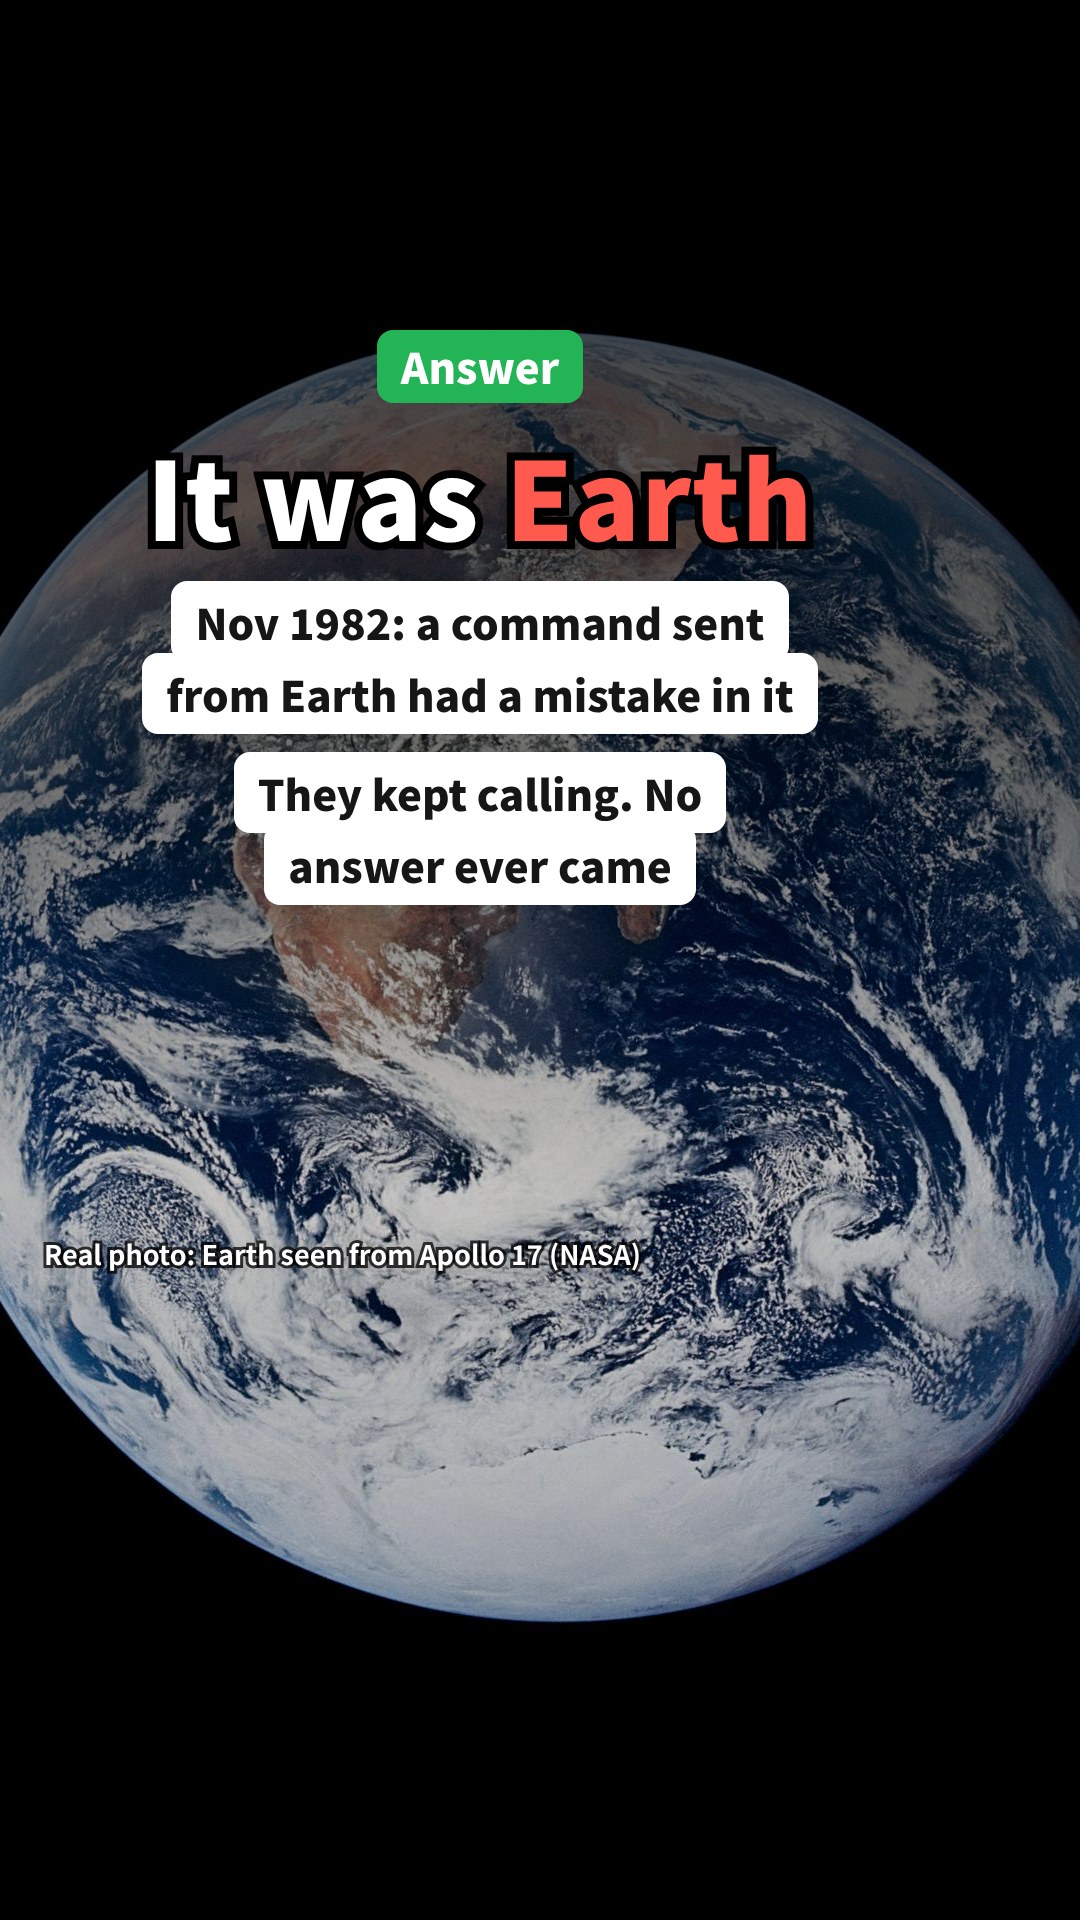 Answer
It was Earth
Nov 1982: a command sent
from Earth had a mistake in it
They kept calling. No
answer ever came
Real photo: Earth seen from Apollo 17 (NASA)